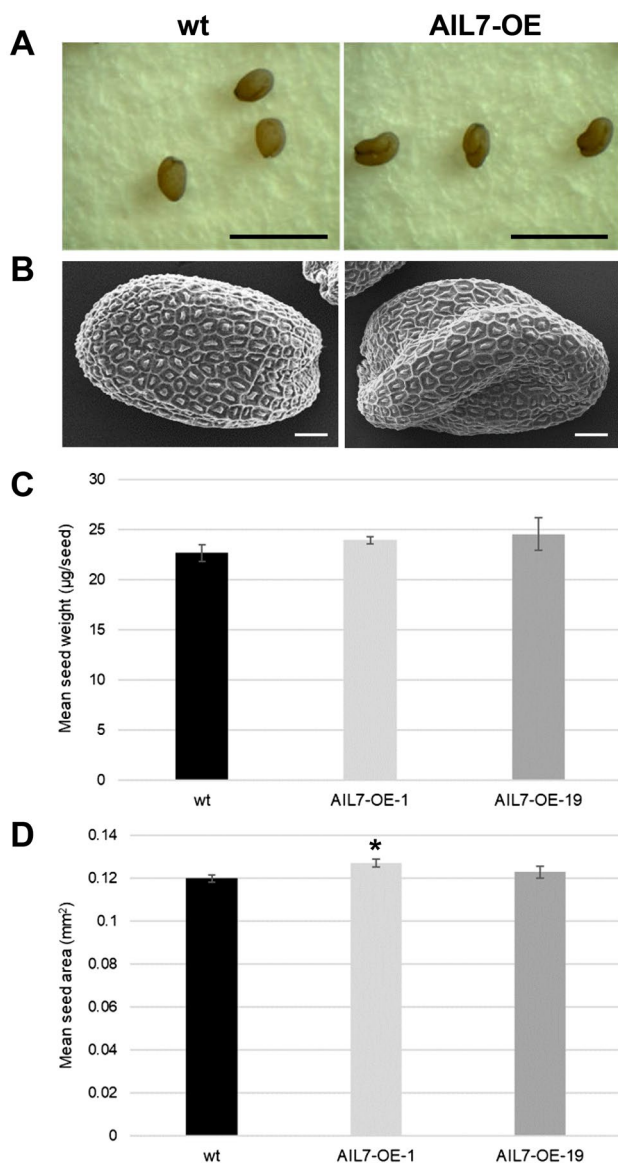 wt AIL7-OE
A
B
C
Mean seed weight (µg/seed)
30
25
20
15
10
5
0
wt AIL7-OE-1 AIL7-OE-19
D
Mean seed area (mm²)
0.14
0.12
0.1
0.08
0.06
0.04
0.02
0
*
wt AIL7-OE-1 AIL7-OE-19